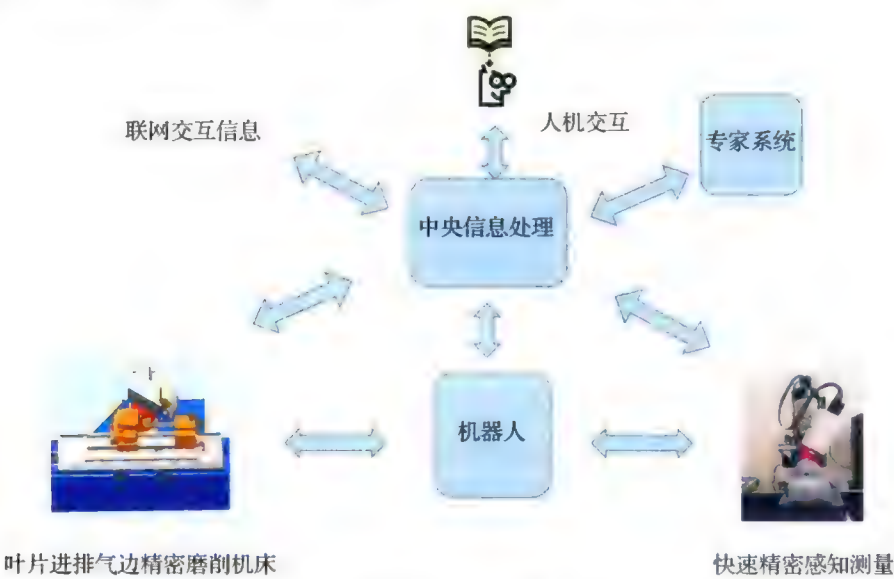 联网交互信息
人机交互
专家系统
中央信息处理
机器人
叶片进排气边精密磨削机床
快速精密感知测量